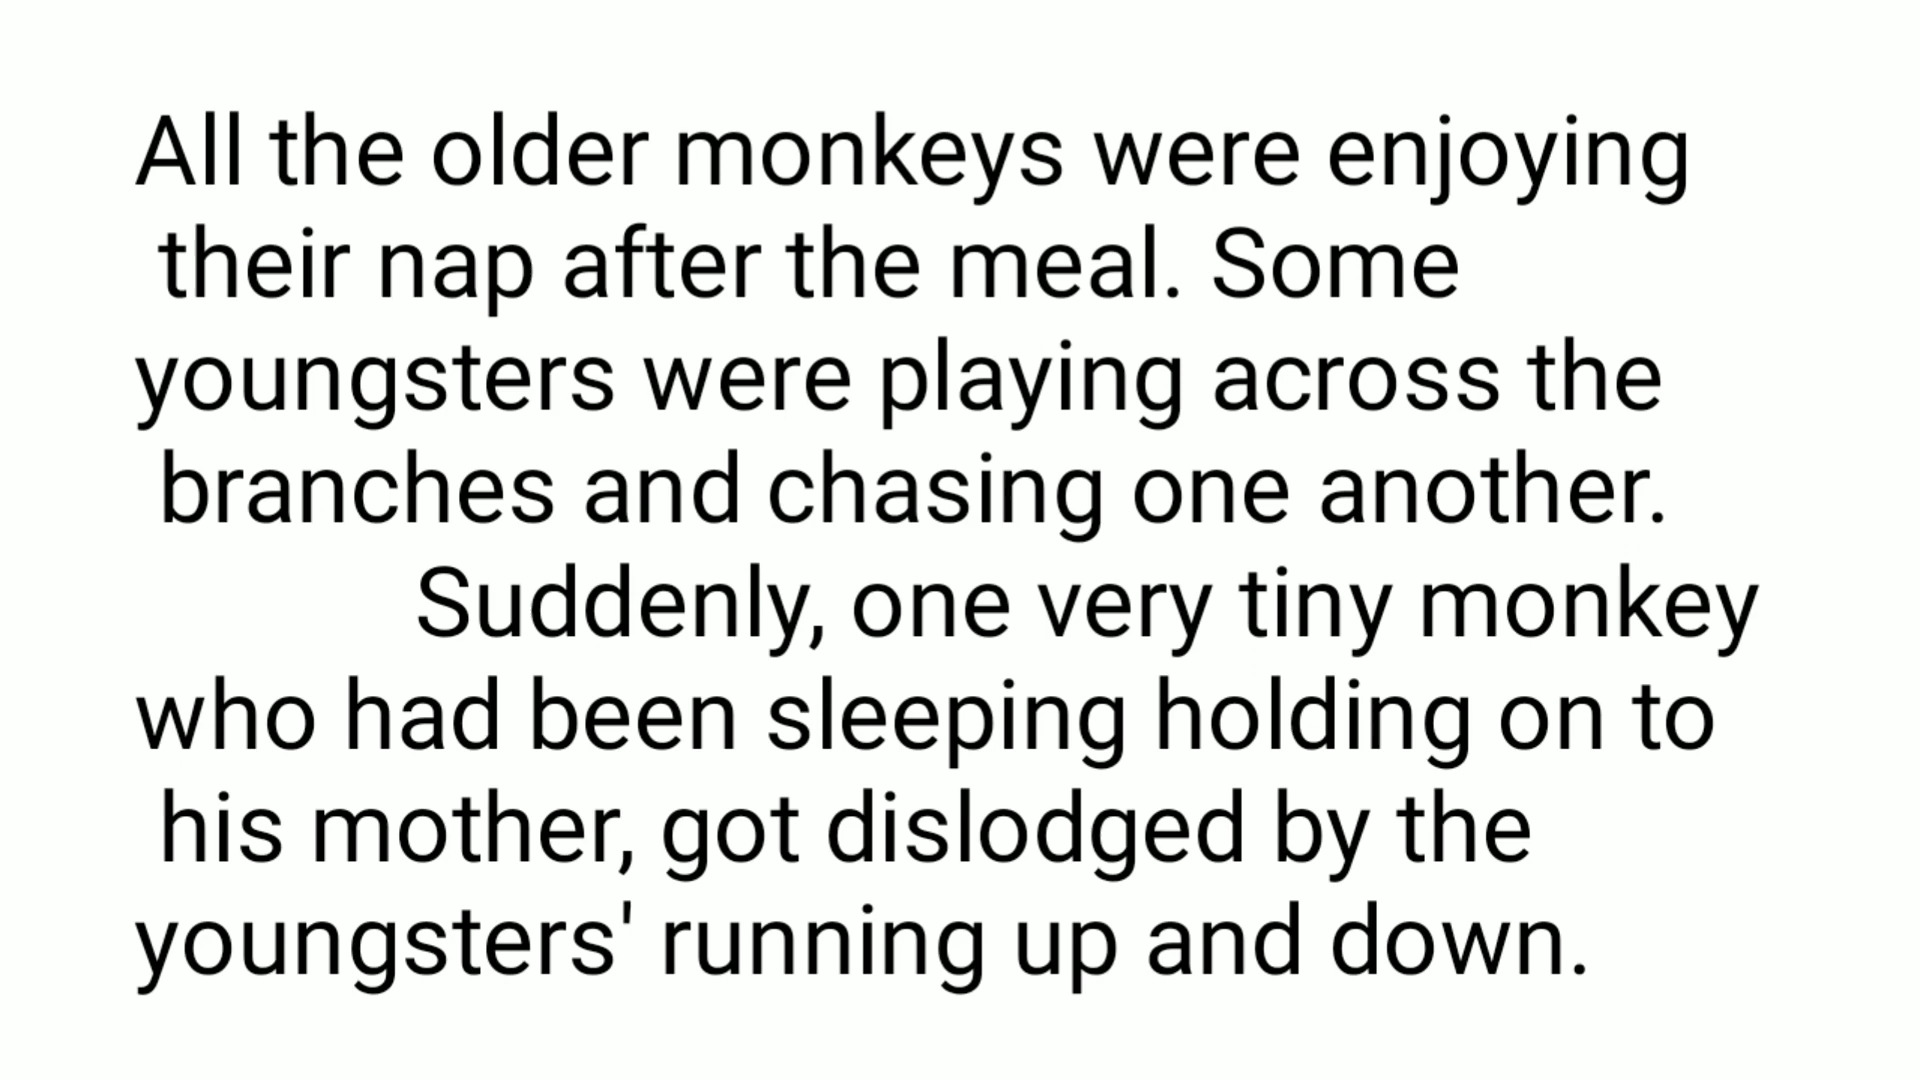 All the older monkeys were enjoying
their nap after the meal. Some
youngsters were playing across the
branches and chasing one another.
Suddenly, one very tiny monkey
who had been sleeping holding on to
his mother, got dislodged by the
youngsters' running up and down.